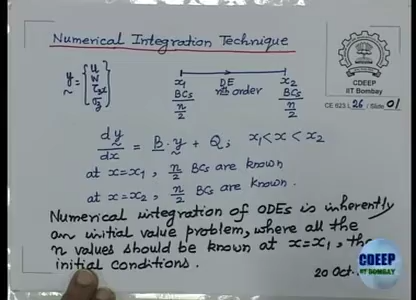 Numerical Integration Technique
CDEEP
IIT Bombay
CE 623 L 26 / Slide 01
y = { u w τzx σz }
x1 DE x2
BCs nth order BCs
n/2 n/2
dy/dx = B · y + Q; x1 < x < x2
at x = x1, n/2 BCs are known
at x = x2, n/2 BCs are known.
Numerical integration of ODEs is inherently
an initial value problem, where all the
n values should be known at x = x1, the
initial conditions.
CDEEP
IIT BOMBAY
20 Oct